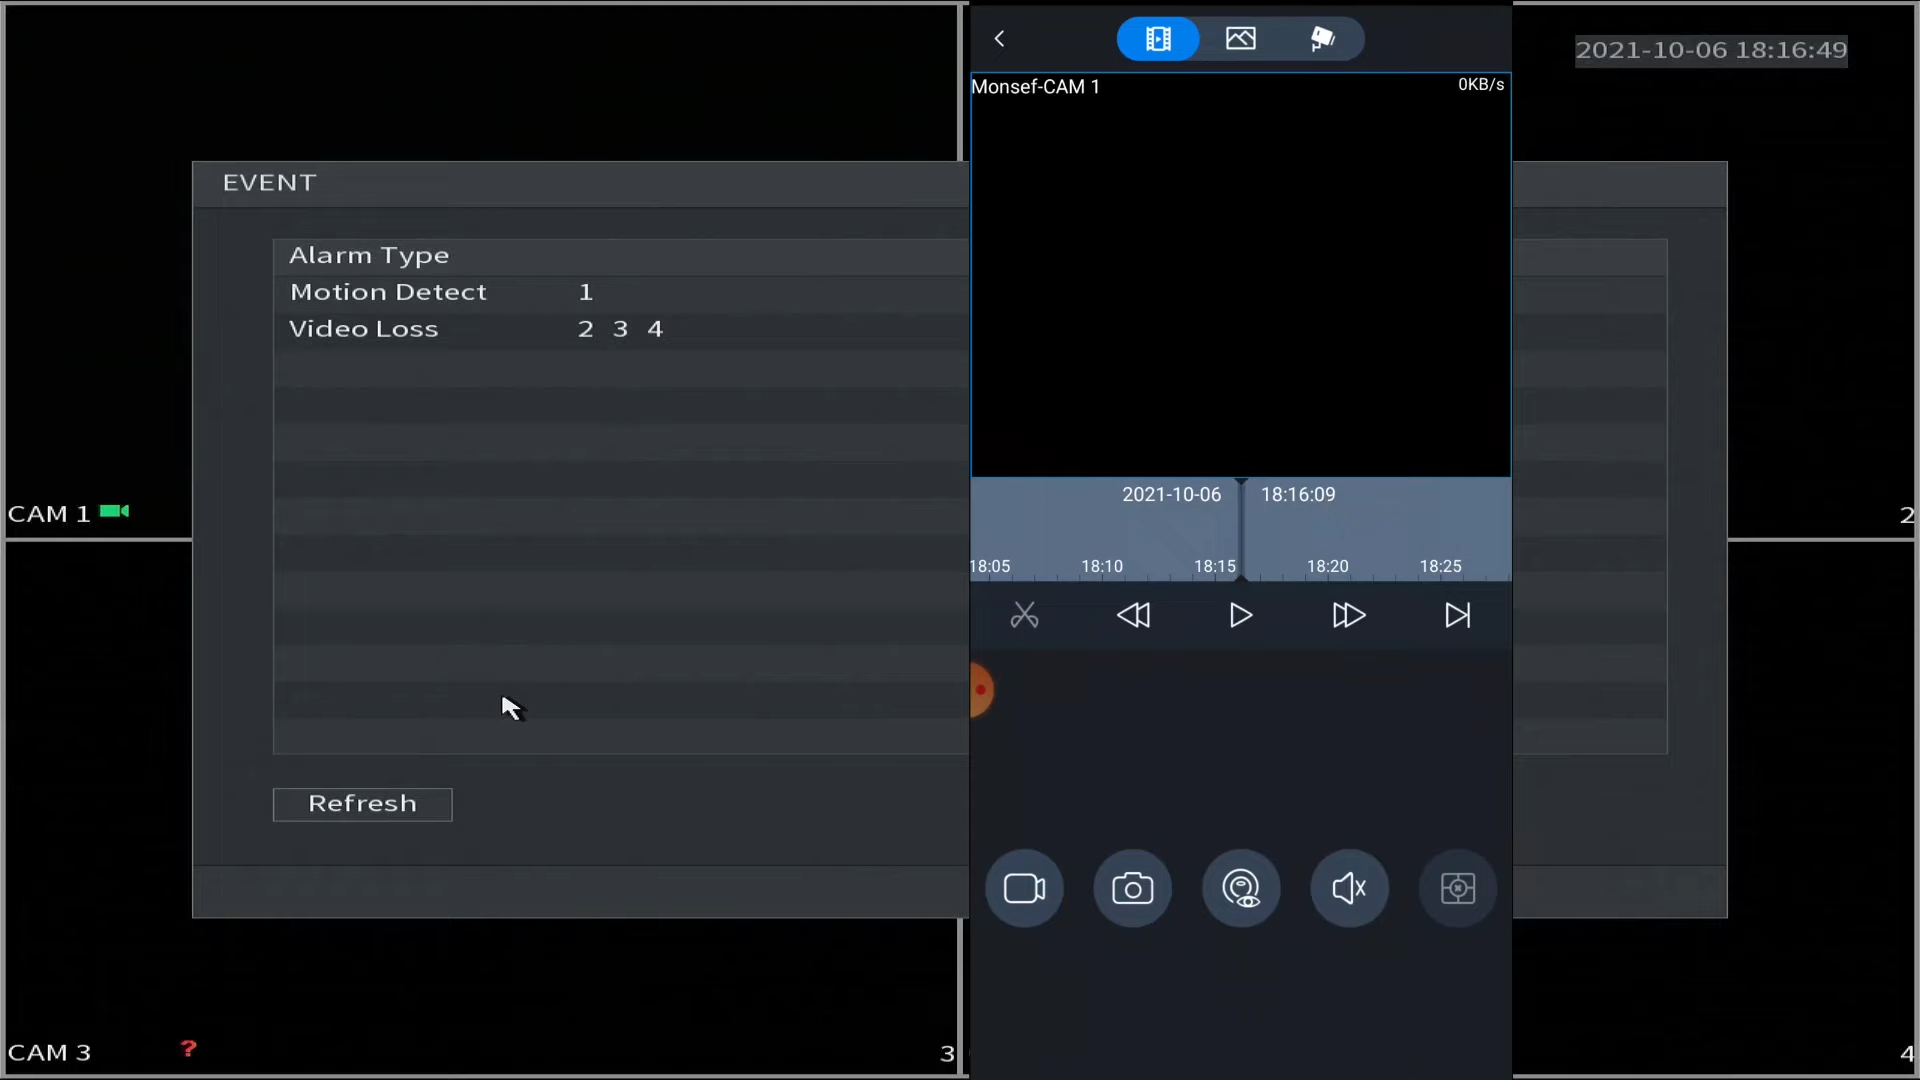 2021-10-06 18:16:49
EVENT
Alarm Type
Motion Detect 1
Video Loss 2 3 4
Refresh
CAM 1
2
CAM 3
?
3
4
Monsef-CAM 1
0KB/s
2021-10-06 18:16:09
18:05 18:10 18:15 18:20 18:25